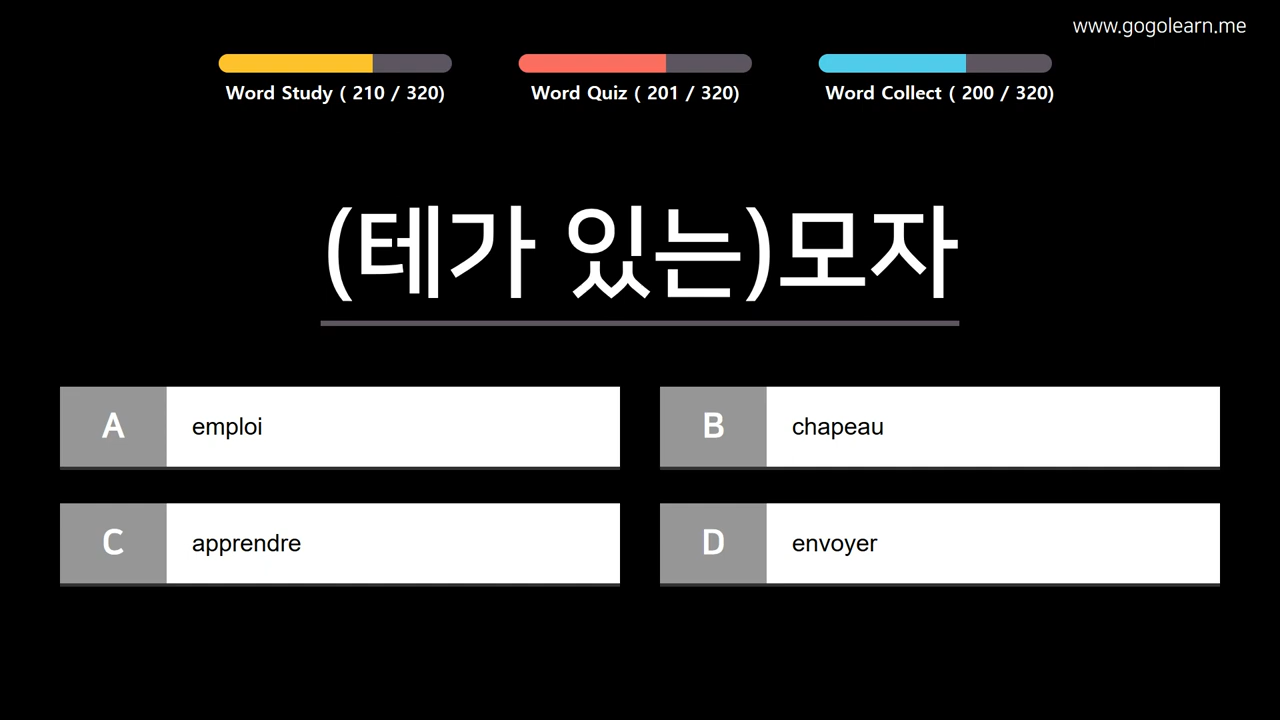 www.gogolearn.me
Word Study ( 210 / 320)
Word Quiz ( 201 / 320)
Word Collect ( 200 / 320)
(테가 있는)모자
A emploi
B chapeau
C apprendre
D envoyer